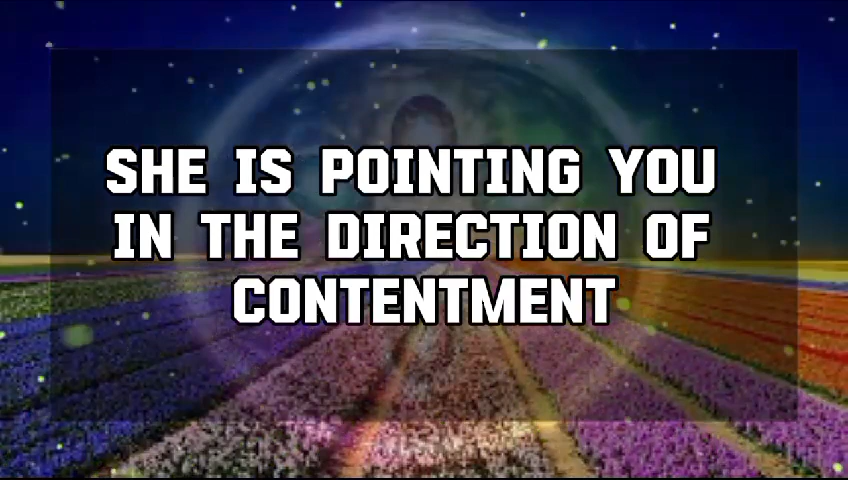 SHE IS POINTING YOU
IN THE DIRECTION OF
CONTENTMENT